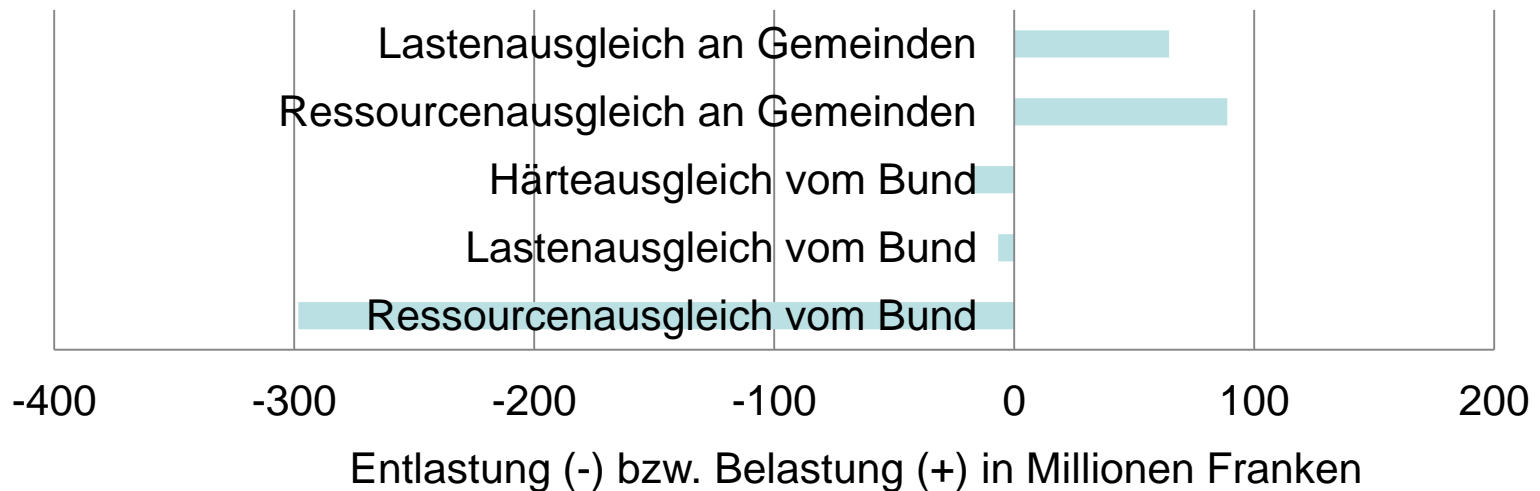 Lastenausgleich an Gemeinden
Ressourcenausgleich an Gemeinden
Härteausgleich vom Bund
Lastenausgleich vom Bund
Ressourcenausgleich vom Bund
-400 -300 -200 -100 0 100 200
Entlastung (-) bzw. Belastung (+) in Millionen Franken